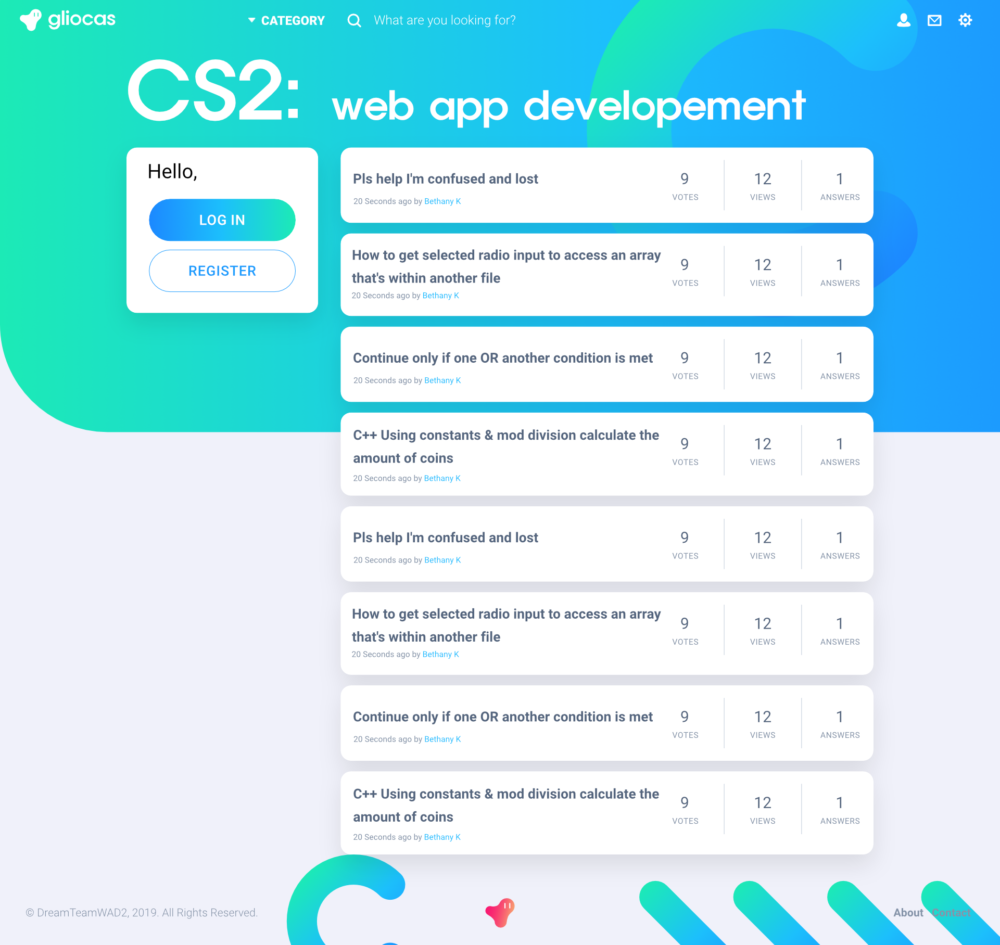 gliocas
CATEGORY
What are you looking for?
CS2: web app developement
Hello,
LOG IN
REGISTER
Pls help I'm confused and lost
20 Seconds ago by Bethany K
9
VOTES
12
VIEWS
1
ANSWERS
How to get selected radio input to access an array
that's within another file
20 Seconds ago by Bethany K
9
VOTES
12
VIEWS
1
ANSWERS
Continue only if one OR another condition is met
20 Seconds ago by Bethany K
9
VOTES
12
VIEWS
1
ANSWERS
C++ Using constants & mod division calculate the
amount of coins
20 Seconds ago by Bethany K
9
VOTES
12
VIEWS
1
ANSWERS
Pls help I'm confused and lost
20 Seconds ago by Bethany K
9
VOTES
12
VIEWS
1
ANSWERS
How to get selected radio input to access an array
that's within another file
20 Seconds ago by Bethany K
9
VOTES
12
VIEWS
1
ANSWERS
Continue only if one OR another condition is met
20 Seconds ago by Bethany K
9
VOTES
12
VIEWS
1
ANSWERS
C++ Using constants & mod division calculate the
amount of coins
20 Seconds ago by Bethany K
9
VOTES
12
VIEWS
1
ANSWERS
© DreamTeamWAD2, 2019. All Rights Reserved.
About Contact